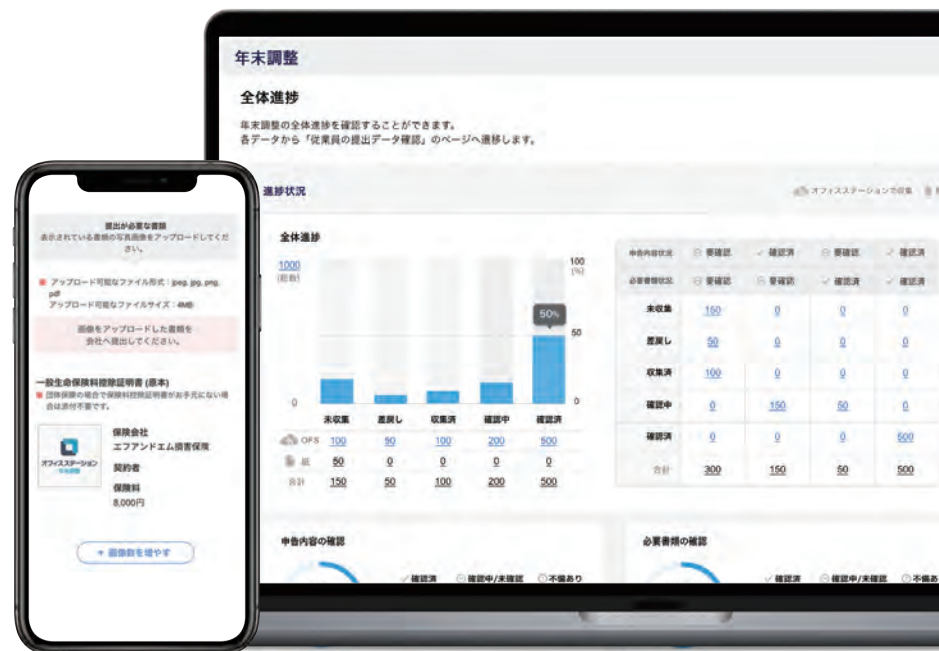 年末調整
全体進捗
年末調整の全体進捗を確認することができます。
各データから「従業員の提出データ確認」のページへ遷移します。
進捗状況
オフィスステーションで収集
全体進捗
1000
(総数)
100
(%)
50%
50
0
0
未収集 差戻し 収集済 確認中 確認済
OFS 100 50 100 200 500
紙 50 0 0 0 0
合計 150 50 100 200 500
申告内容状況 要確認 確認済 要確認 確認済
必要書類状況 要確認 要確認 確認済 確認済
未収集 150 0 0 0
差戻し 50 0 0 0
収集済 100 0 0 0
確認中 0 150 50 0
確認済 0 0 0 500
合計 300 150 50 500
申告内容の確認
確認済 確認中/未確認 不備あり
必要書類の確認
確認済 確認中/未確認 不備あ
提出が必要な書類
表示されている書類の写真画像をアップロードしてくだ
さい。
アップロード可能なファイル形式：jpeg, jpg, png,
pdf
アップロード可能なファイルサイズ：4MB
画像をアップロードした書類を
会社へ提出してください。
一般生命保険料控除証明書 (原本)
団体保険の場合で保険料控除証明書がお手元にない場
合は添付不要です。
オフィスステーション
年末調整
保険会社
エフアンドエム損害保険
契約者
保険料
8,000円
+ 画像数を増やす